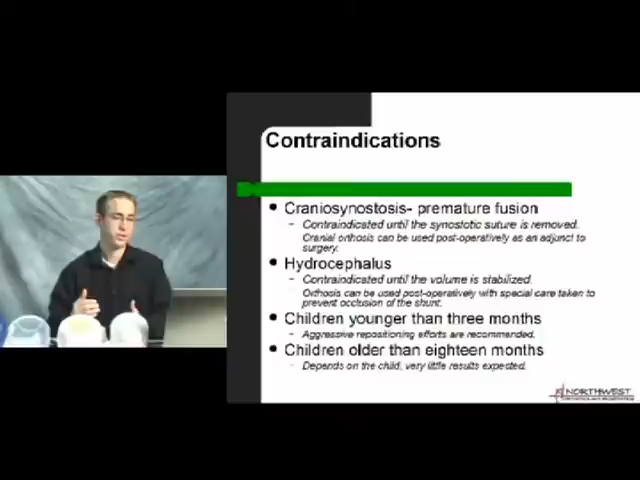 Contraindications
• Craniosynostosis- premature fusion
– Contraindicated until the synostotic suture is removed.
Cranial orthosis can be used post-operatively as an adjunct to
surgery.
• Hydrocephalus
– Contraindicated until the volume is stabilized.
Orthosis can be used post-operatively with special care taken to
prevent occlusion of the shunt.
• Children younger than three months
– Aggressive repositioning efforts are recommended.
• Children older than eighteen months
– Depends on the child, very little results expected.
NORTHWEST